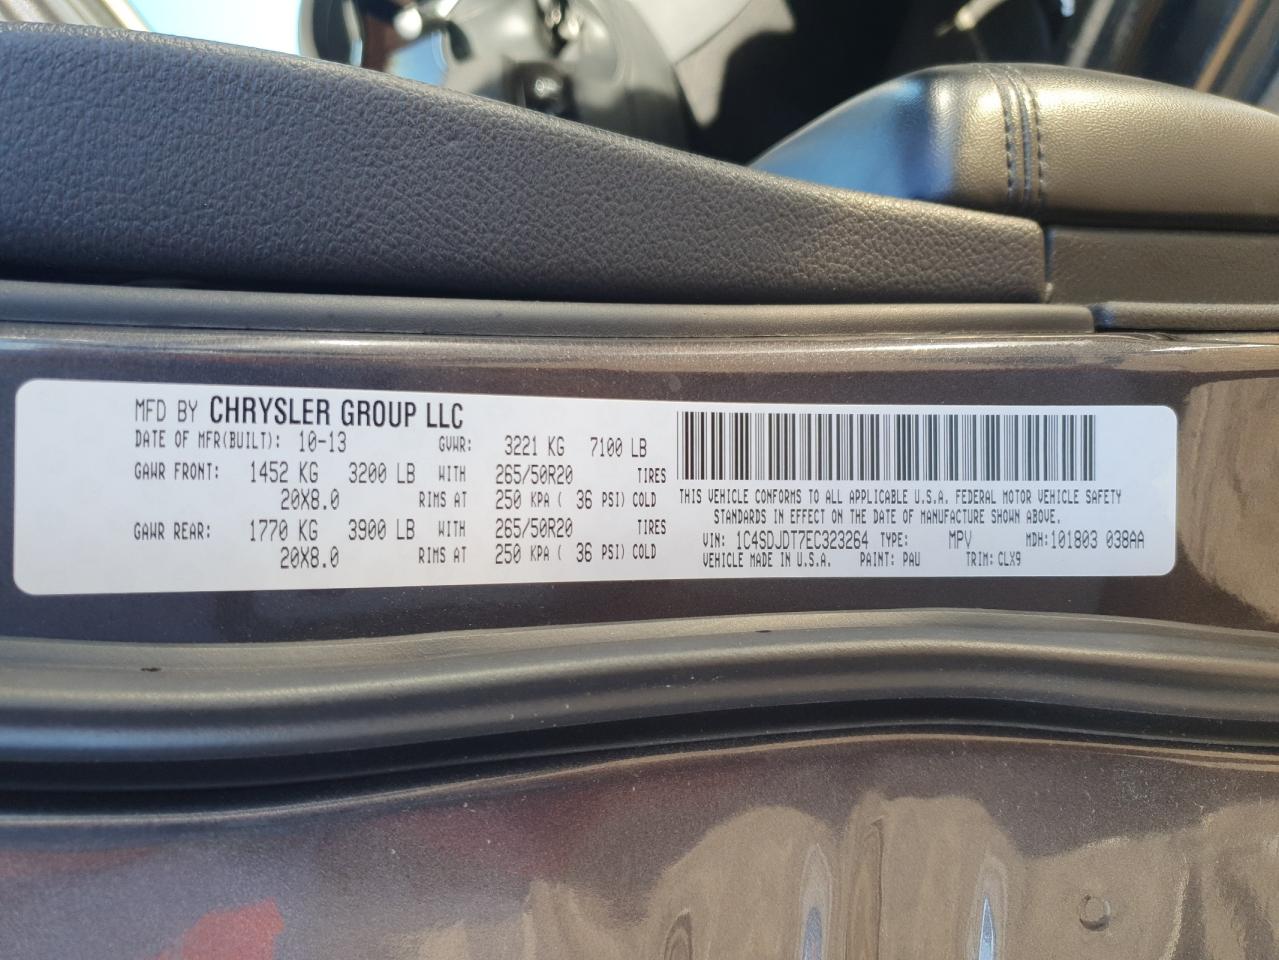 MFD BY CHRYSLER GROUP LLC
DATE OF MFR(BUILT): 10-13 GVWR: 3221 KG 7100 LB
GAWR FRONT: 1452 KG 3200 LB WITH 265/50R20 TIRES
20X8.0 RIMS AT 250 KPA ( 36 PSI) COLD
GAWR REAR: 1770 KG 3900 LB WITH 265/50R20 TIRES
20X8.0 RIMS AT 250 KPA ( 36 PSI) COLD
THIS VEHICLE CONFORMS TO ALL APPLICABLE U.S.A. FEDERAL MOTOR VEHICLE SAFETY
STANDARDS IN EFFECT ON THE DATE OF MANUFACTURE SHOWN ABOVE.
VIN: 1C4SDJDT7EC323264 TYPE: MPV MDH:101803 038AA
VEHICLE MADE IN U.S.A. PAINT: PAU TRIM: CLX9